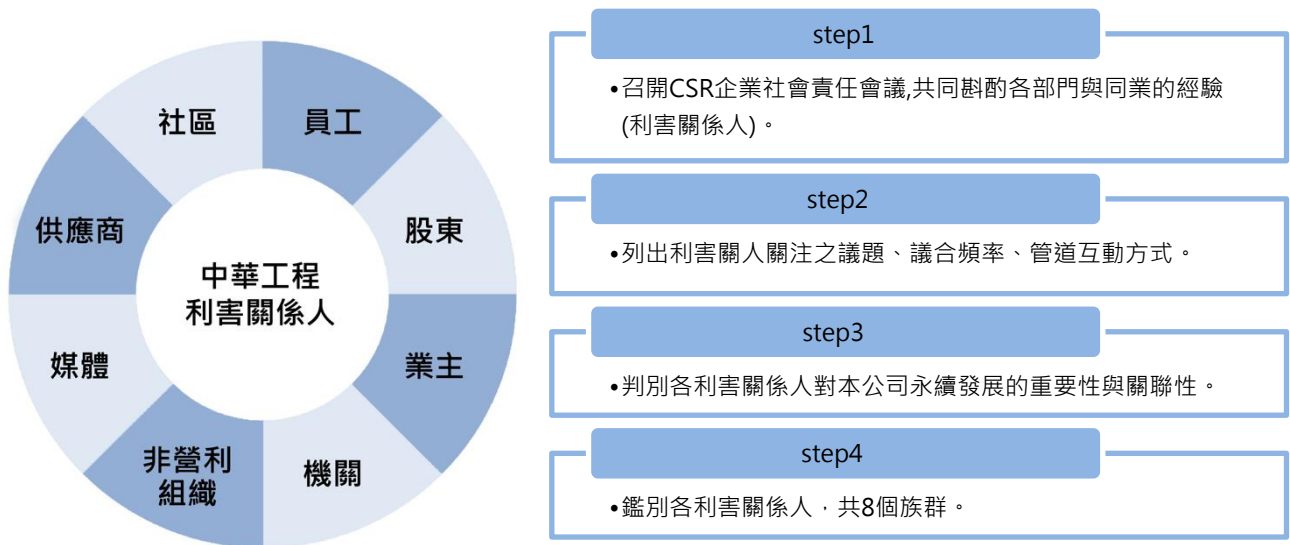 社區
員工
供應商
股東
中華工程
利害關係人
媒體
業主
非營利
組織
機關
step1
•召開CSR企業社會責任會議,共同斟酌各部門與同業的經驗
(利害關係人)。
step2
•列出利害關人關注之議題、議合頻率、管道互動方式。
step3
•判別各利害關係人對本公司永續發展的重要性與關聯性。
step4
•鑑別各利害關係人，共8個族群。